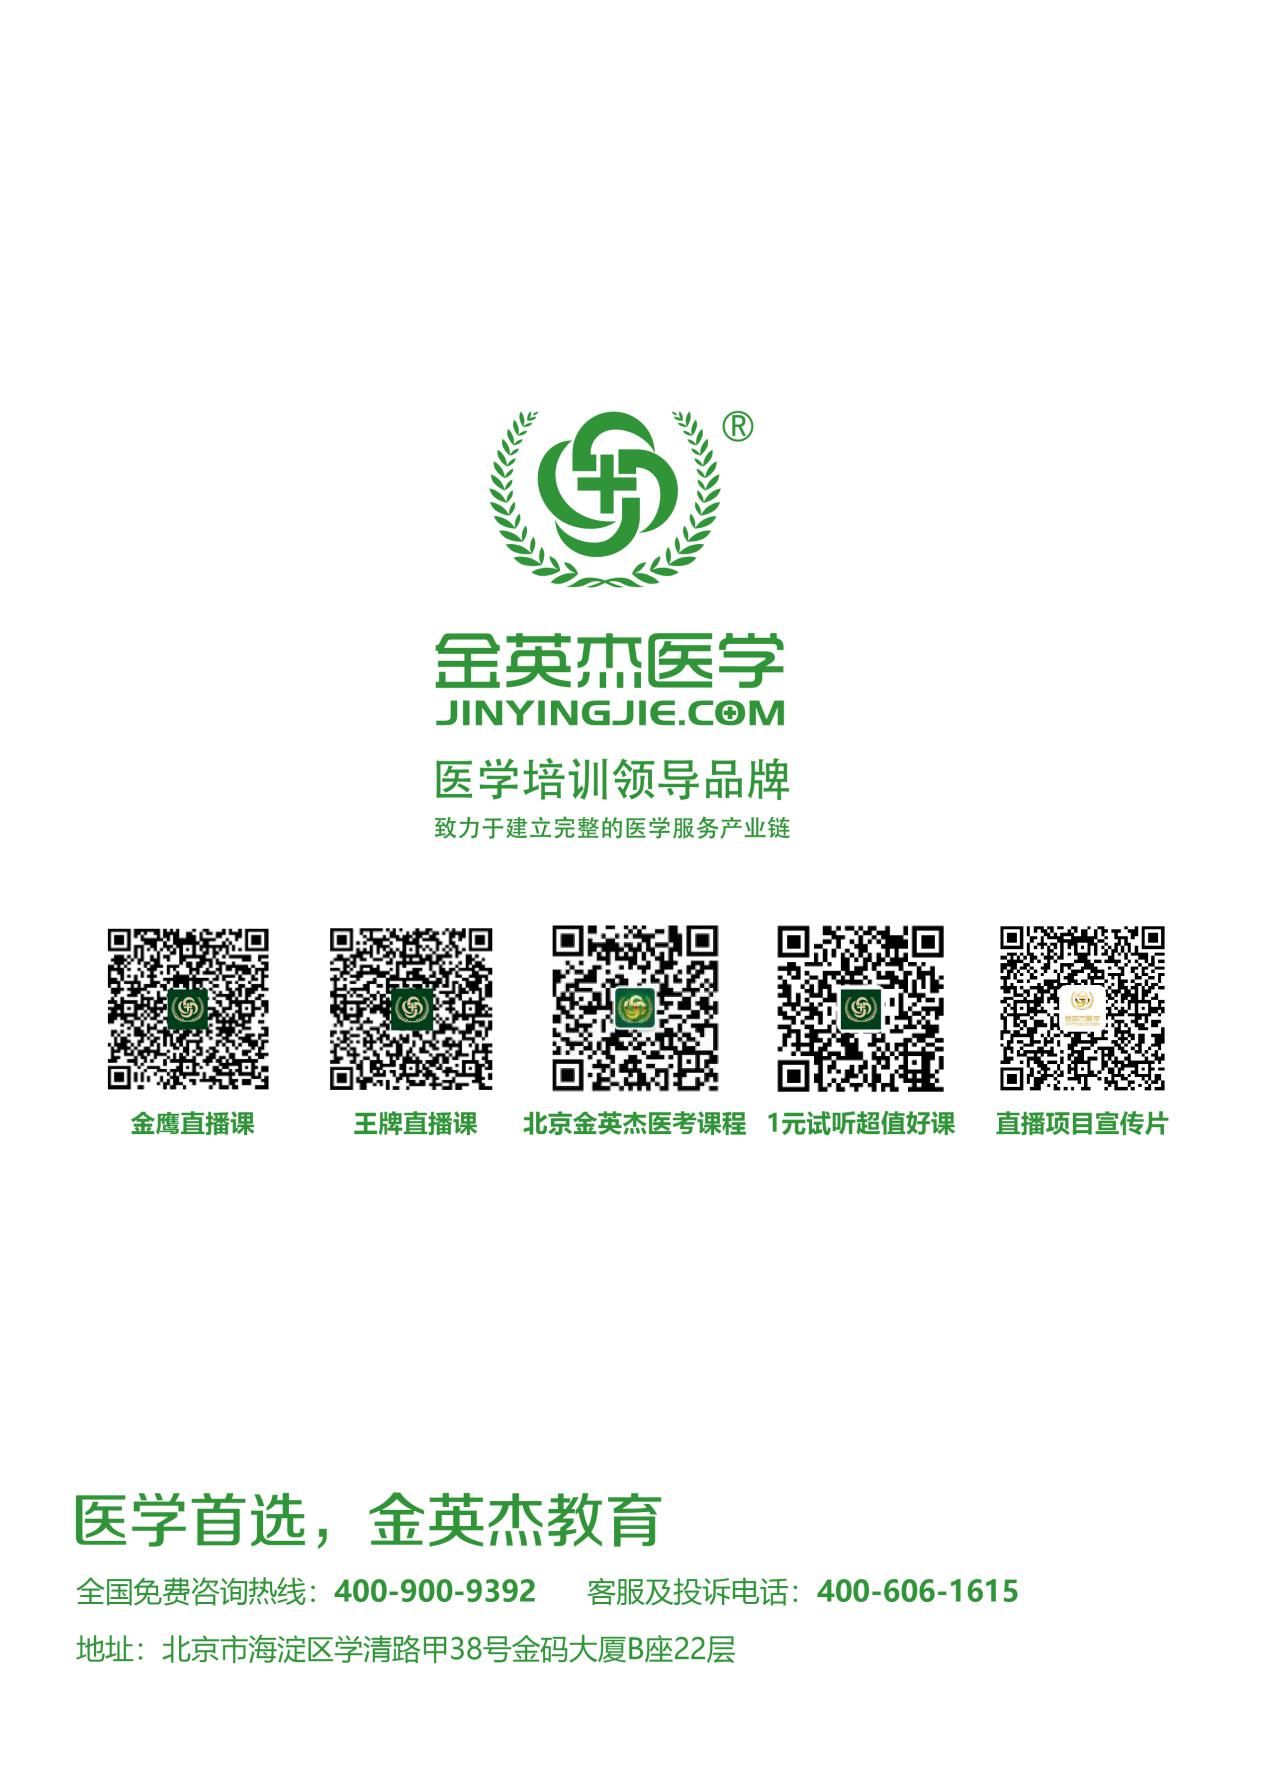 ®
金英杰医学
JINYINGJIE.COM
医学培训领导品牌
致力于建立完整的医学服务产业链
金鹰直播课 王牌直播课 北京金英杰医考课程 1元试听超值好课 直播项目宣传片
医学首选，金英杰教育
全国免费咨询热线：400-900-9392 客服及投诉电话：400-606-1615
地址：北京市海淀区学清路甲38号金码大厦B座22层